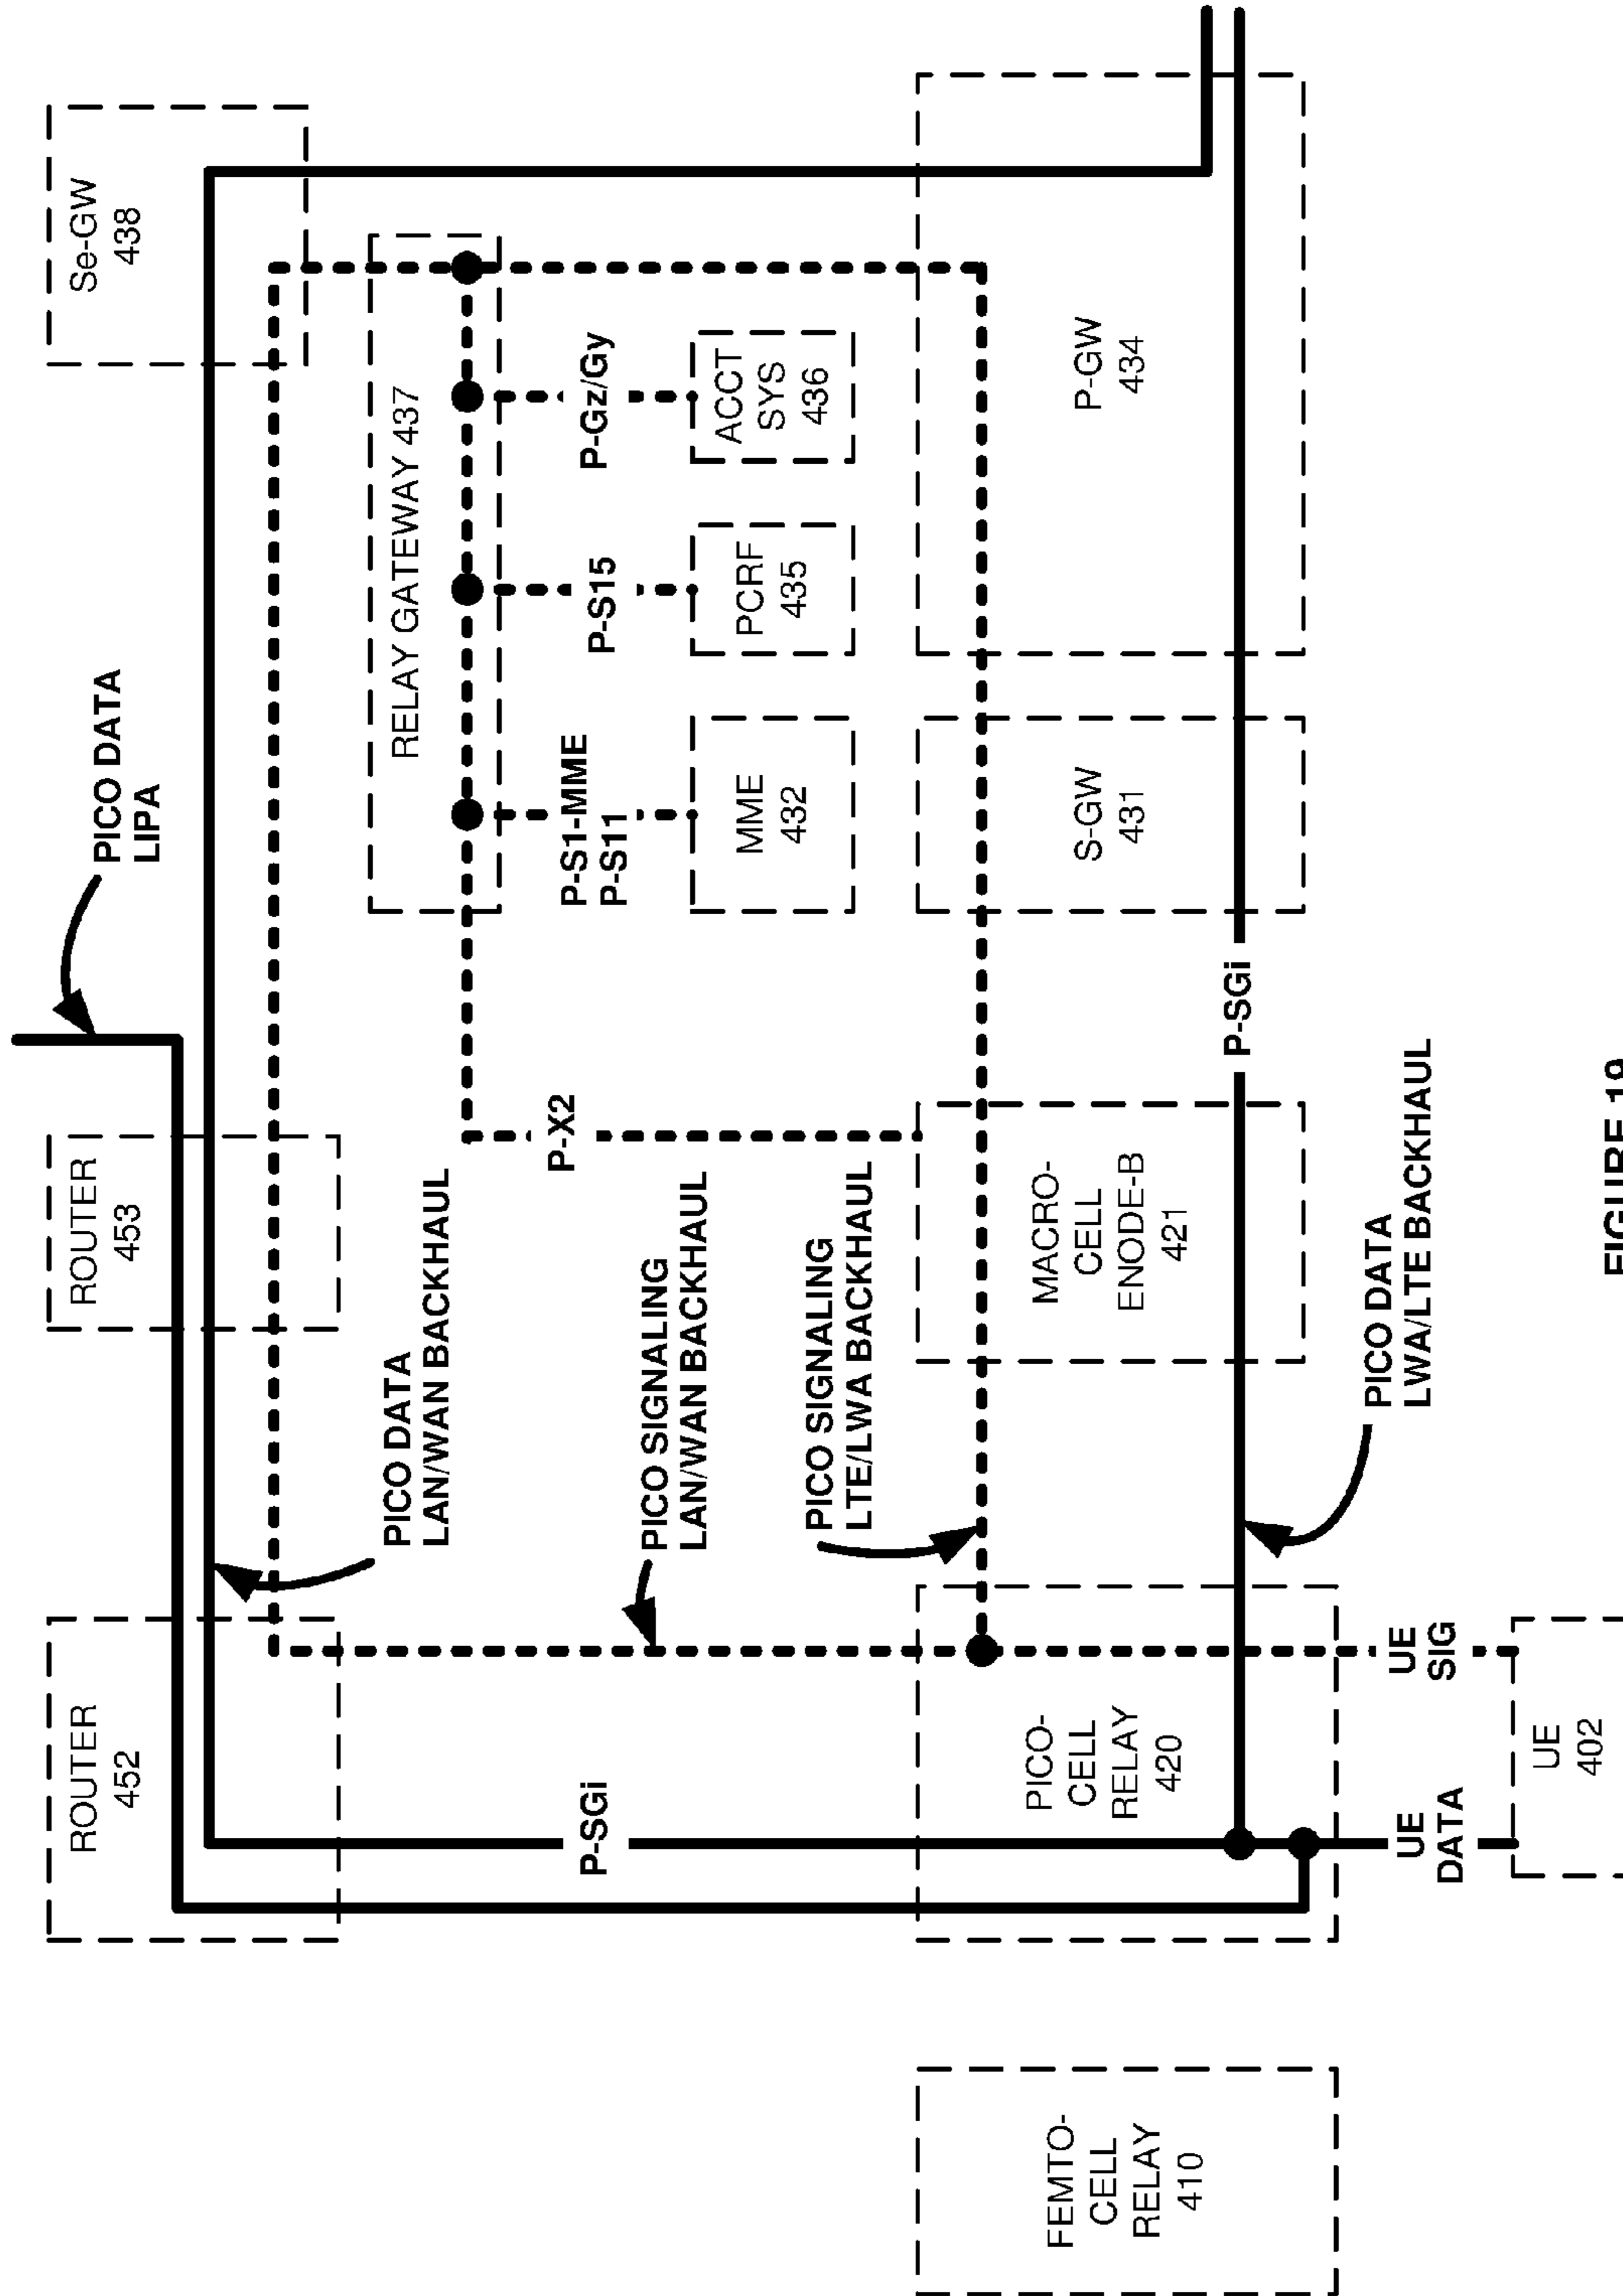 ROUTER
452
ROUTER
453
PICO DATA
LIPA
Se-GW
438
PICO DATA
LAN/WAN BACKHAUL
RELAY GATEWAY 437
P-SGi
PICO SIGNALING
LAN/WAN BACKHAUL
P-X2
P-S1-MME
P-S11
P-S15
P-Gz/Gy
PICO SIGNALING
LTE/LWA BACKHAUL
MME
432
PCRF
435
ACCT
SYS
436
FEMTO-
CELL
RELAY
410
PICO-
CELL
RELAY
420
MACRO-
CELL
ENODE-B
421
S-GW
431
P-GW
434
P-SGi
PICO DATA
LWA/LTE BACKHAUL
UE
DATA
UE
SIG
UE
402
FIGURE 19